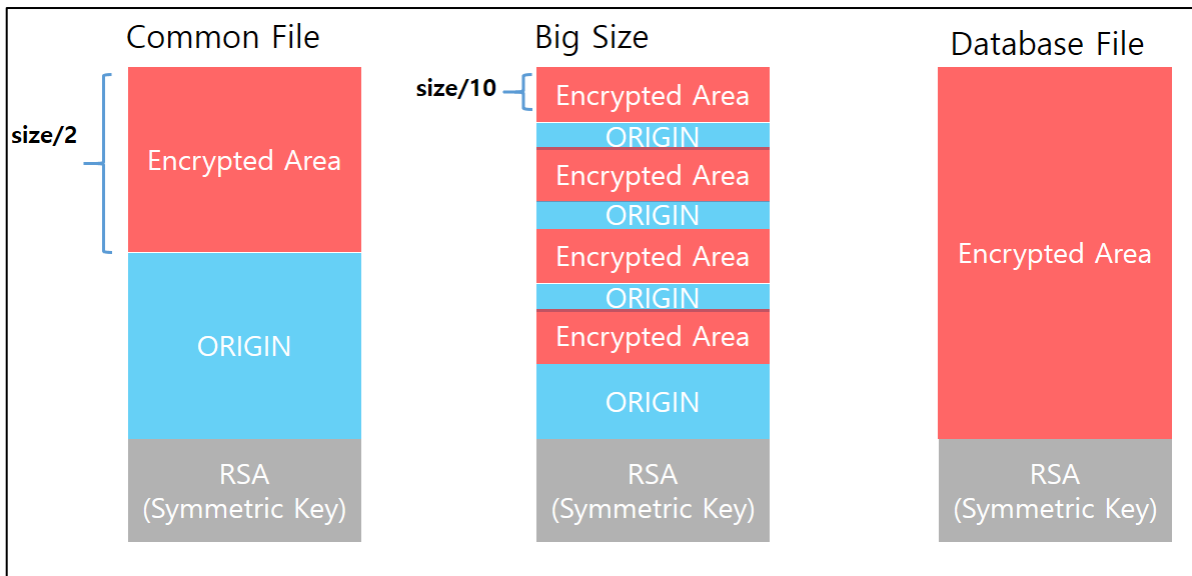 Common File
size/2
Encrypted Area
ORIGIN
RSA
(Symmetric Key)
Big Size
size/10
Encrypted Area
ORIGIN
Encrypted Area
ORIGIN
Encrypted Area
ORIGIN
Encrypted Area
ORIGIN
RSA
(Symmetric Key)
Database File
Encrypted Area
RSA
(Symmetric Key)